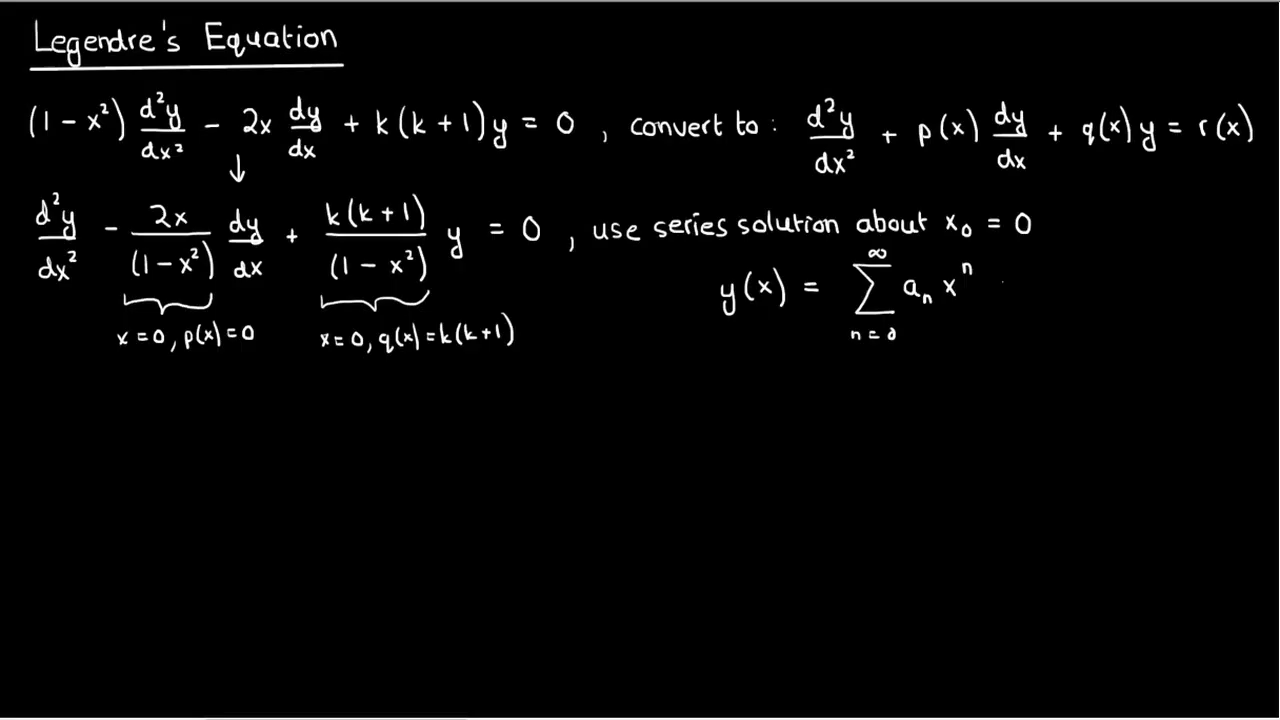 Legendre's Equation
(1 - x²) d²y/dx² - 2x dy/dx + k(k+1)y = 0 , convert to : d²y/dx² + p(x) dy/dx + q(x)y = r(x)
↓
d²y/dx² - 2x/(1-x²) dy/dx + k(k+1)/(1-x²) y = 0 , use series solution about x₀ = 0
y(x) = ∑_{n=0}^{∞} aₙxⁿ
x=0, p(x)=0 x=0, q(x)=k(k+1)